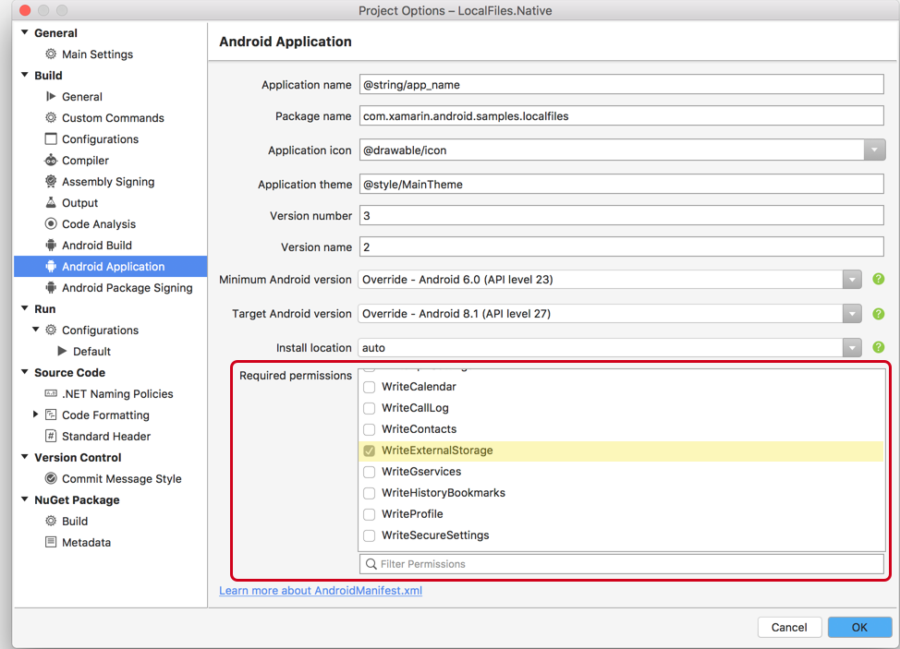 Project Options – LocalFiles.Native
General
Main Settings
Build
General
Custom Commands
Configurations
Compiler
Assembly Signing
Output
Code Analysis
Android Build
Android Application
Android Package Signing
Run
Configurations
Default
Source Code
.NET Naming Policies
Code Formatting
Standard Header
Version Control
Commit Message Style
NuGet Package
Build
Metadata
Android Application
Application name @string/app_name
Package name com.xamarin.android.samples.localfiles
Application icon @drawable/icon
Application theme @style/MainTheme
Version number 3
Version name 2
Minimum Android version Override - Android 6.0 (API level 23) ?
Target Android version Override - Android 8.1 (API level 27) ?
Install location auto ?
Required permissions
WriteCalendar
WriteCallLog
WriteContacts
WriteExternalStorage
WriteGservices
WriteHistoryBookmarks
WriteProfile
WriteSecureSettings
Filter Permissions
Learn more about AndroidManifest.xml
Cancel OK